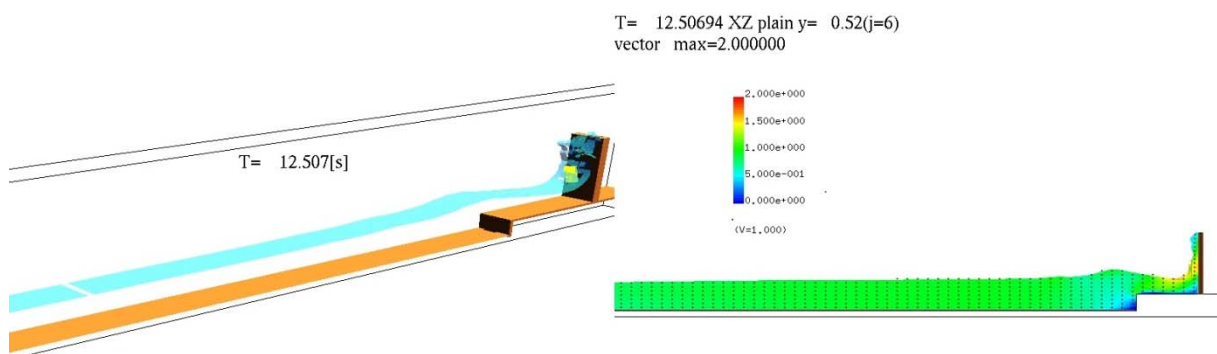 T= 12.507[s]
T= 12.50694 XZ plain y= 0.52(j=6)
vector max=2.000000
2.000e+000
1.500e+000
1.000e+000
5.000e-001
0.000e+000
(V=1.000)